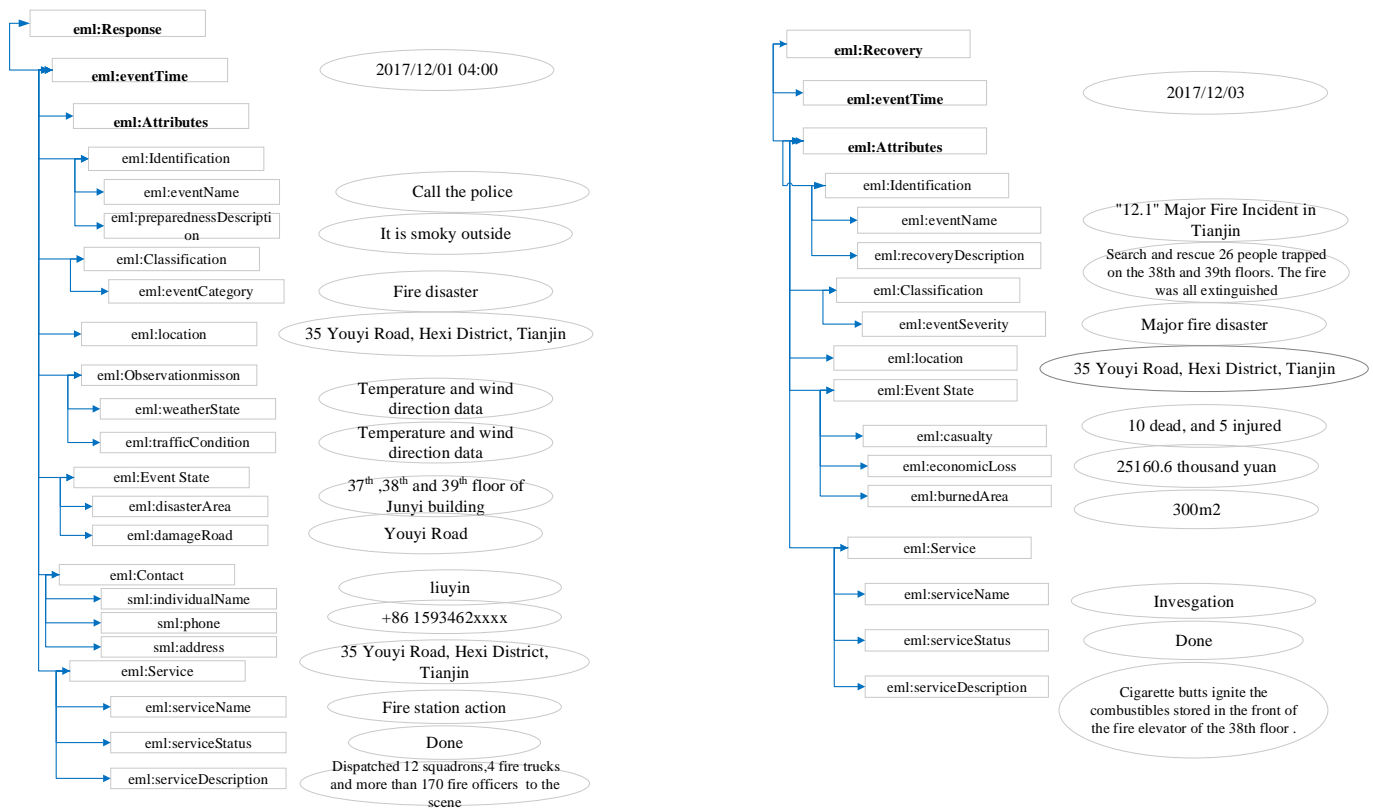 eml:Response
eml:eventTime
2017/12/01 04:00
eml:Attributes
eml:Identification
eml:eventName
Call the police
eml:preparednessDescripti
on
It is smoky outside
eml:Classification
eml:eventCategory
Fire disaster
eml:location
35 Youyi Road, Hexi District, Tianjin
eml:Observationmisson
eml:weatherState
Temperature and wind
direction data
eml:trafficCondition
Temperature and wind
direction data
eml:Event State
eml:disasterArea
37th ,38th and 39th floor of
Junyi building
eml:damageRoad
Youyi Road
eml:Contact
sml:individualName
liuyin
sml:phone
+86 1593462xxxx
sml:address
35 Youyi Road, Hexi District,
Tianjin
eml:Service
eml:serviceName
Fire station action
eml:serviceStatus
Done
eml:serviceDescription
Dispatched 12 squadrons,4 fire trucks
and more than 170 fire officers to the
scene
eml:Recovery
eml:eventTime
2017/12/03
eml:Attributes
eml:Identification
eml:eventName
"12.1" Major Fire Incident in
Tianjin
eml:recoveryDescription
Search and rescue 26 people trapped
on the 38th and 39th floors. The fire
was all extinguished
eml:Classification
eml:eventSeverity
Major fire disaster
eml:location
35 Youyi Road, Hexi District, Tianjin
eml:Event State
eml:casualty
10 dead, and 5 injured
eml:economicLoss
25160.6 thousand yuan
eml:burnedArea
300m2
eml:Service
eml:serviceName
Invesgation
eml:serviceStatus
Done
eml:serviceDescription
Cigarette butts ignite the
combustibles stored in the front of
the fire elevator of the 38th floor .